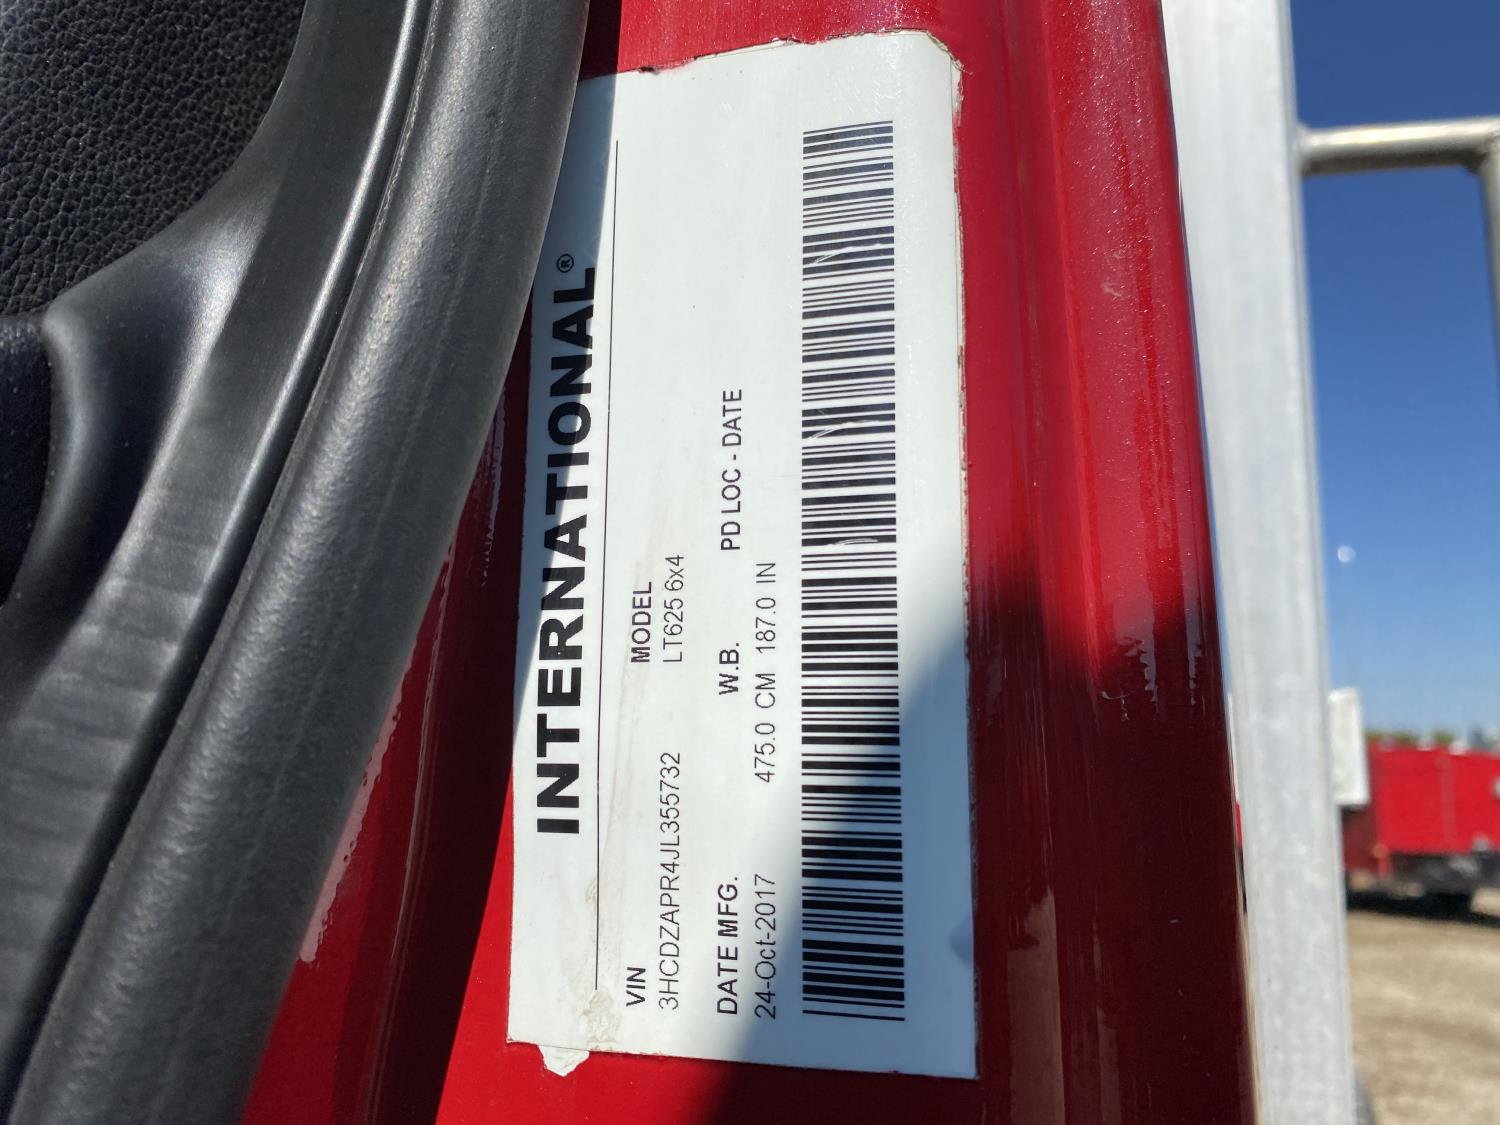 INTERNATIONAL®
VIN MODEL
3HCDZAPR4JL355732 LT625 6x4
DATE MFG. W.B. PD LOC - DATE
24-Oct-2017 475.0 CM 187.0 IN